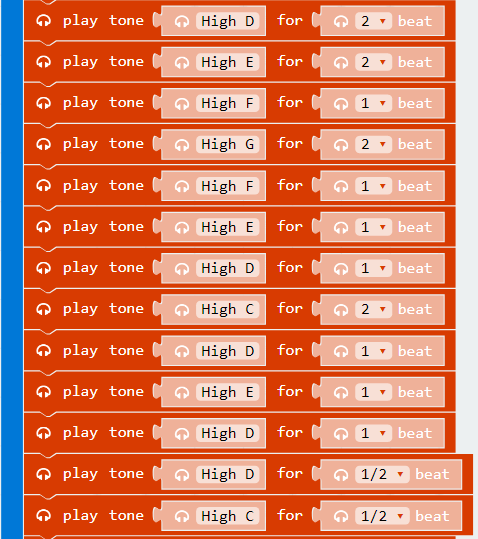 play tone High D for 2 beat
play tone High E for 2 beat
play tone High F for 1 beat
play tone High G for 2 beat
play tone High F for 1 beat
play tone High E for 1 beat
play tone High D for 1 beat
play tone High C for 2 beat
play tone High D for 1 beat
play tone High E for 1 beat
play tone High D for 1 beat
play tone High D for 1/2 beat
play tone High C for 1/2 beat